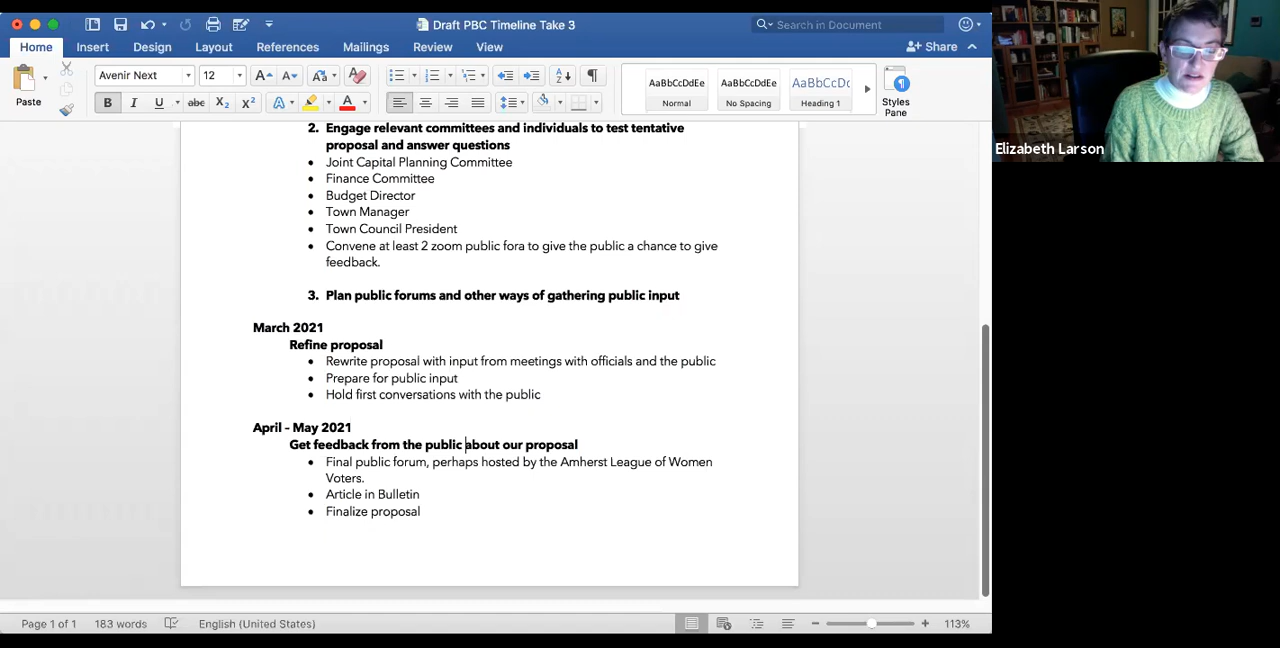 Draft PBC Timeline Take 3
Search in Document
Home Insert Design Layout References Mailings Review View
Share
Paste
Avenir Next 12
AaBbCcDdEe AaBbCcDdEe AaBbCcDc
Normal No Spacing Heading 1
Styles Pane
2. Engage relevant committees and individuals to test tentative
proposal and answer questions
• Joint Capital Planning Committee
• Finance Committee
• Budget Director
• Town Manager
• Town Council President
• Convene at least 2 zoom public fora to give the public a chance to give
feedback.
3. Plan public forums and other ways of gathering public input
March 2021
Refine proposal
• Rewrite proposal with input from meetings with officials and the public
• Prepare for public input
• Hold first conversations with the public
April – May 2021
Get feedback from the public about our proposal
• Final public forum, perhaps hosted by the Amherst League of Women
Voters.
• Article in Bulletin
• Finalize proposal
Page 1 of 1 183 words English (United States) 113%
Elizabeth Larson